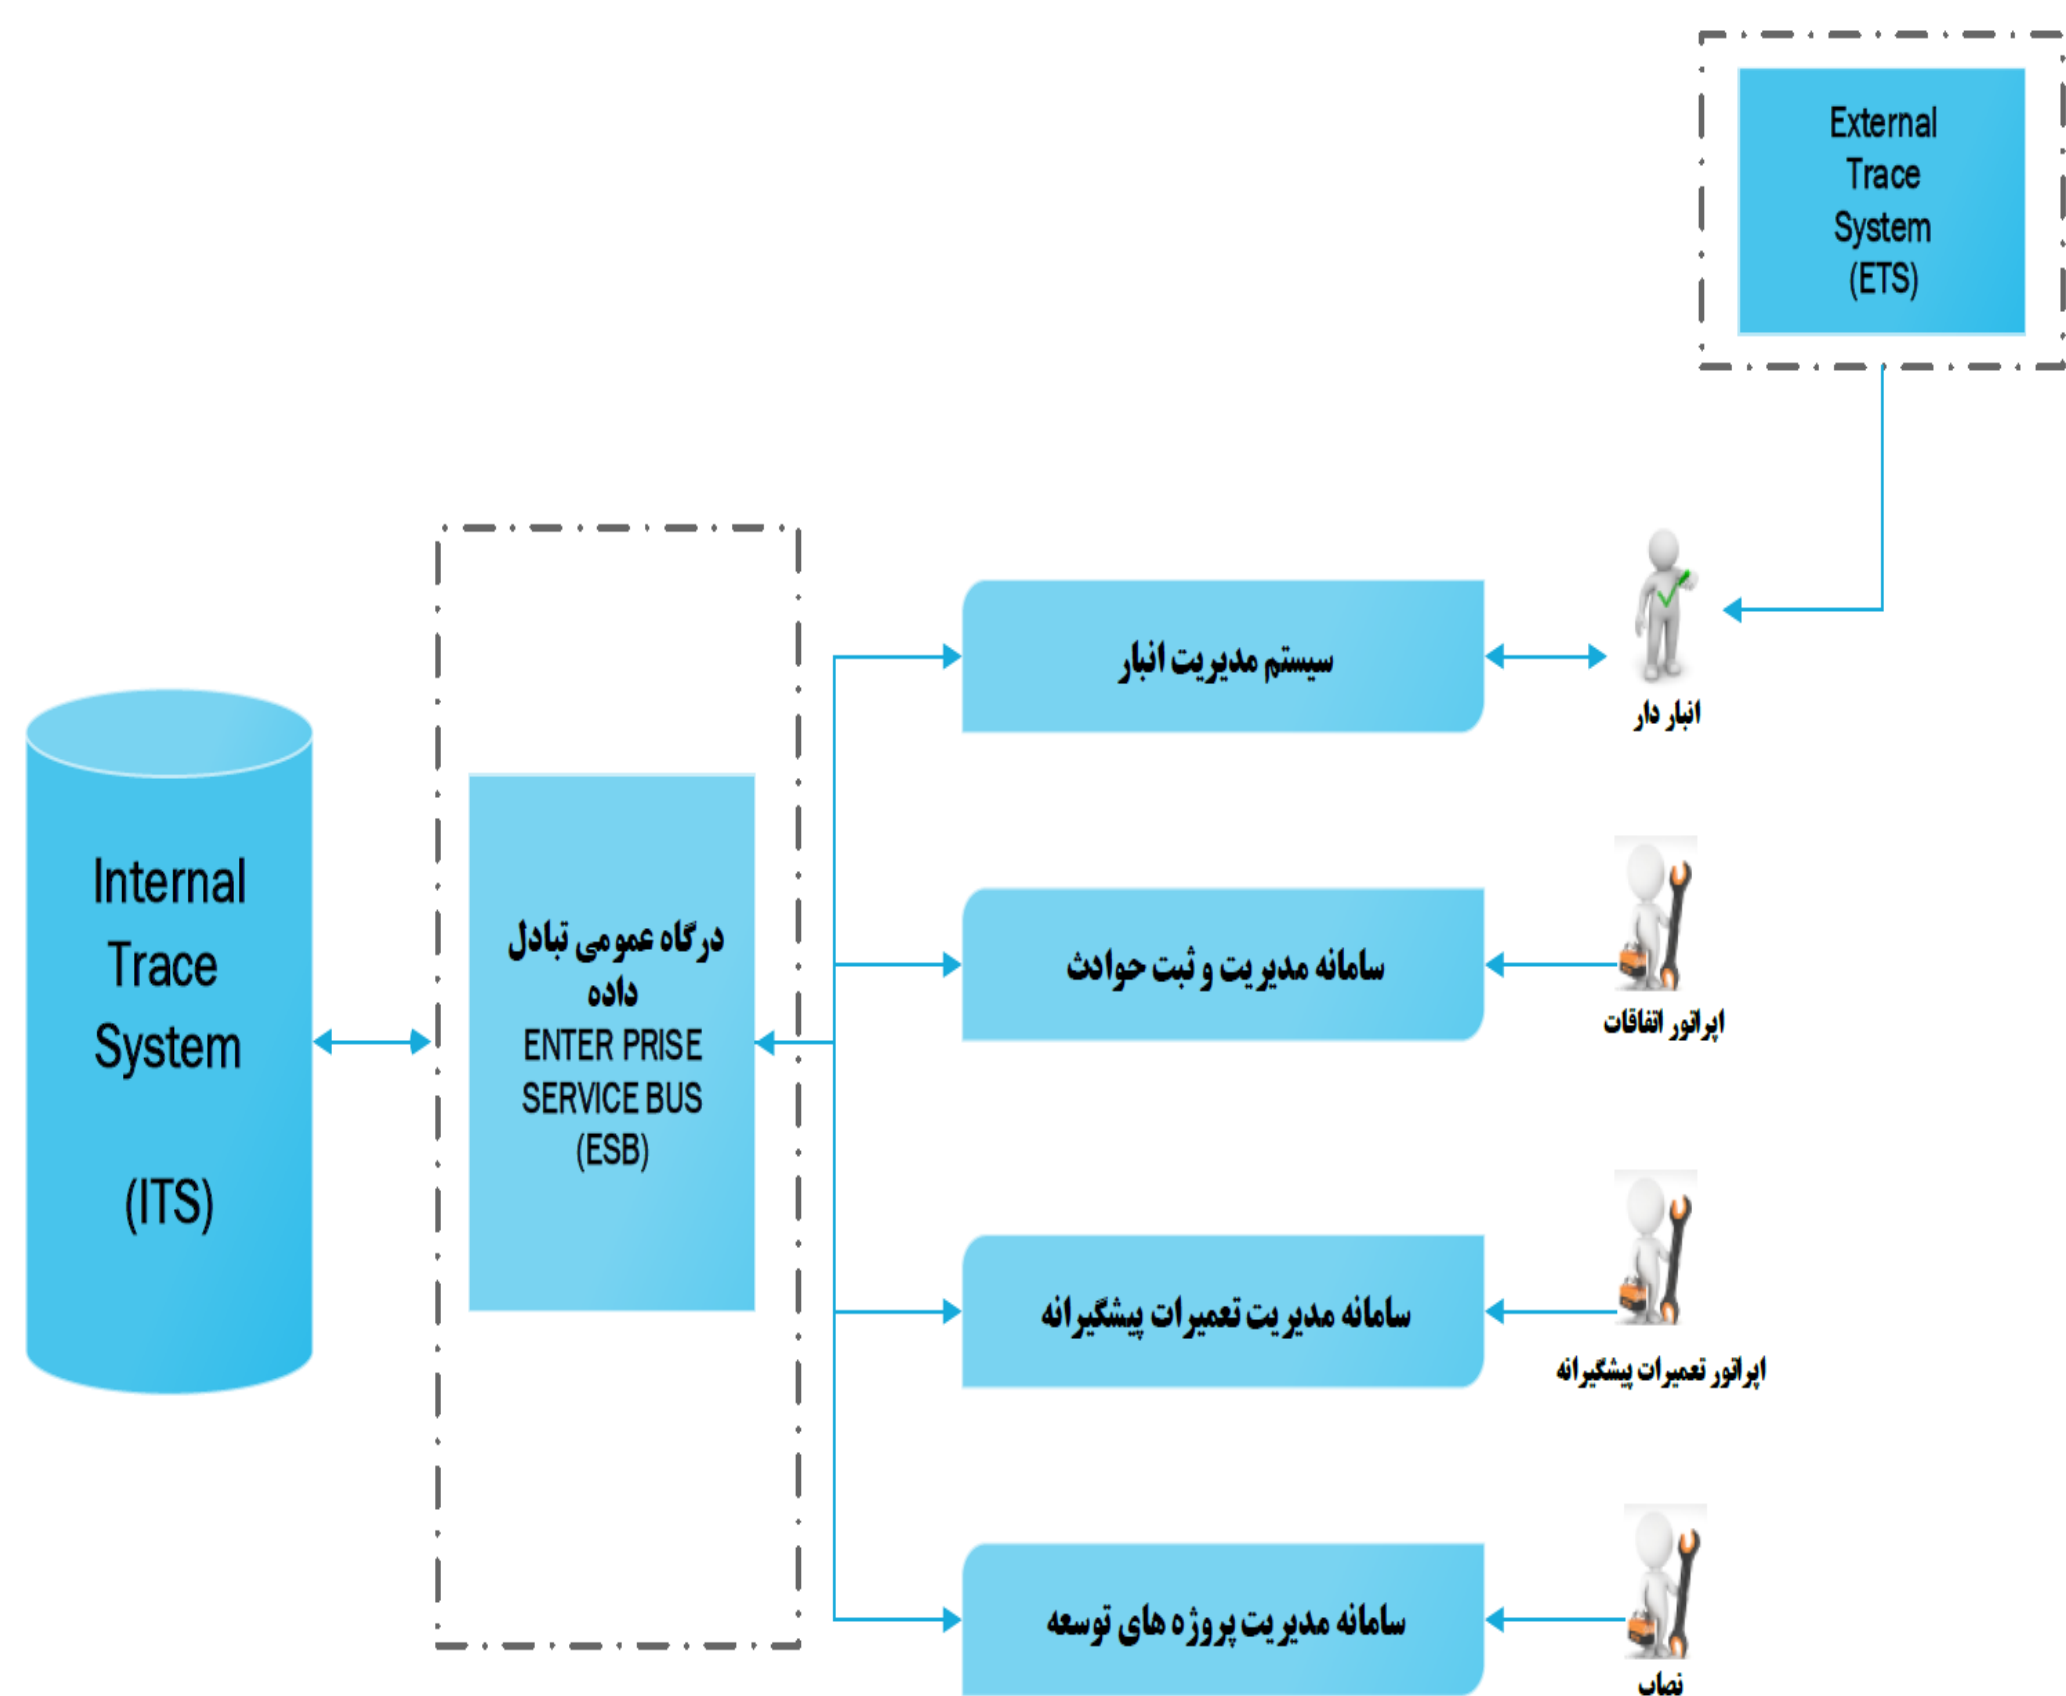 External
Trace
System
(ETS)
سیستم مدیریت انبار
انبار دار
Internal
Trace
System
(ITS)
درگاه عمومی تبادل
داده
ENTER PRISE
SERVICE BUS
(ESB)
سامانه مدیریت و ثبت حوادث
اپراتور اتفاقات
سامانه مدیریت تعمیرات پیشگیرانه
اپراتور تعمیرات پیشگیرانه
سامانه مدیریت پروژه های توسعه
نصاب